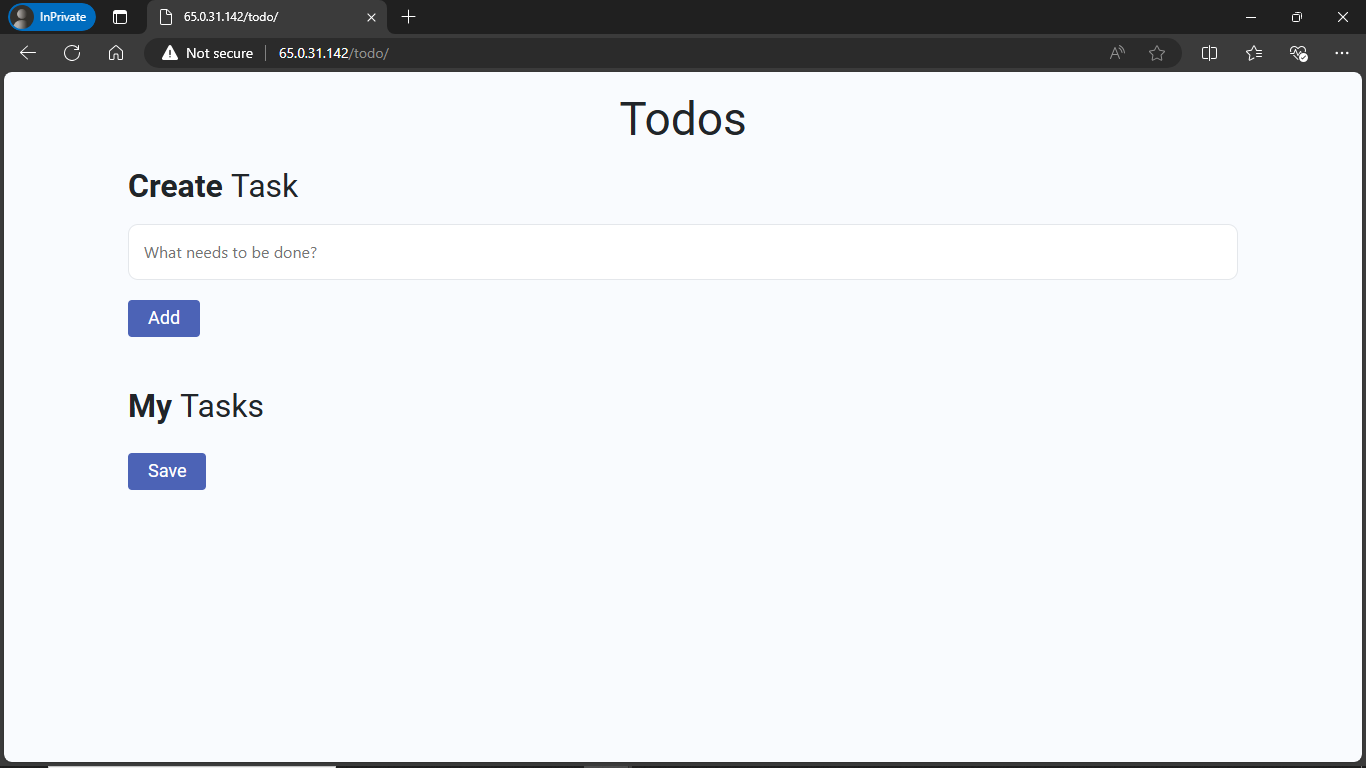 InPrivate
65.0.31.142/todo/
Not secure
65.0.31.142/todo/
Todos
Create Task
What needs to be done?
Add
My Tasks
Save